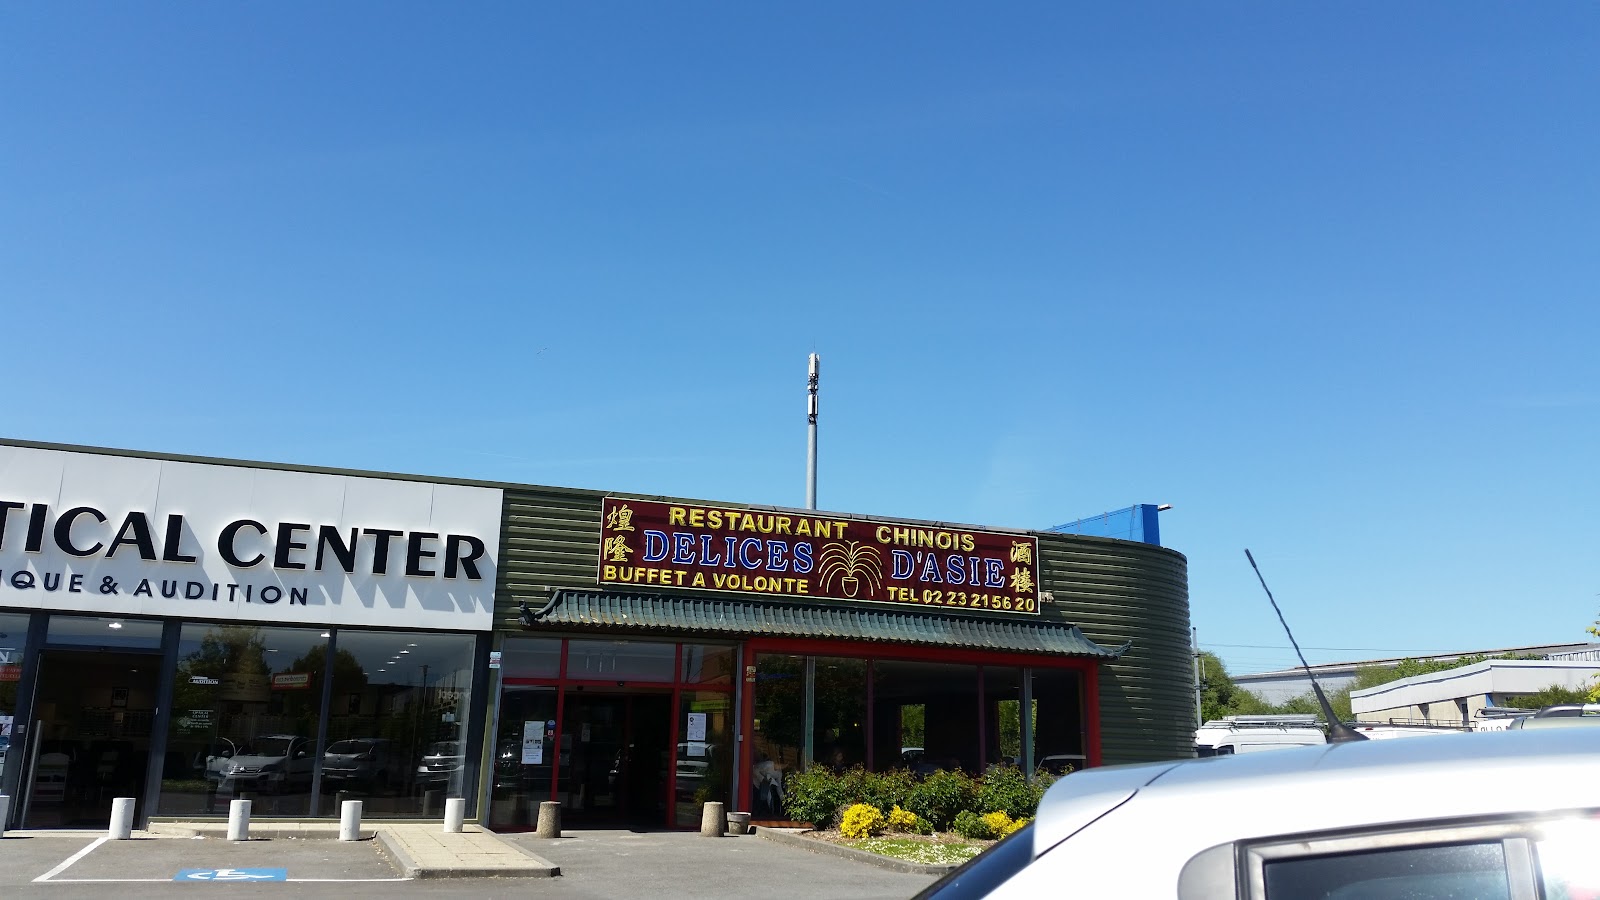 TICAL CENTER
IQUE & AUDITION
煌隆
RESTAURANT CHINOIS
DELICES D'ASIE
BUFFET A VOLONTE
TEL 02 23 21 56 20
酒楼